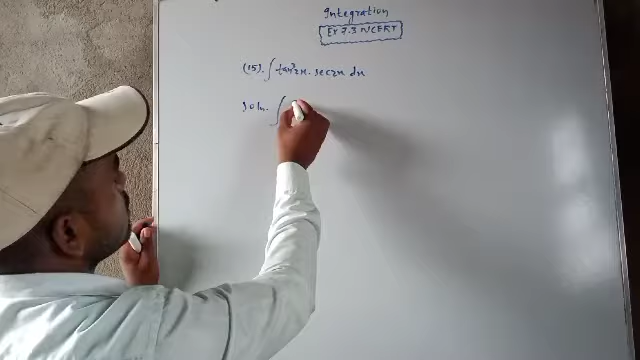 Integration
Ex 7.3 NCERT
(15). ∫ tan³2x . sec2x dx
Soln. ∫